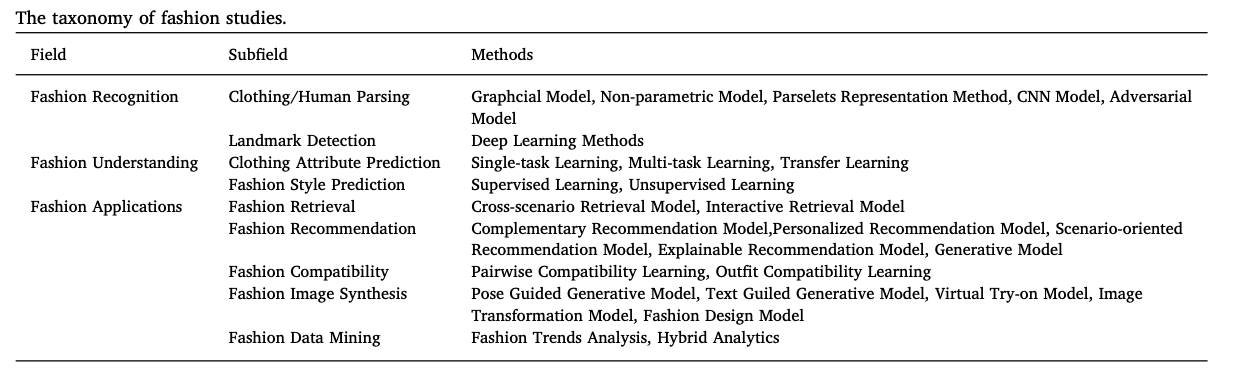 The taxonomy of fashion studies.
Field Subfield Methods
Fashion Recognition Clothing/Human Parsing Graphcial Model, Non-parametric Model, Parselets Representation Method, CNN Model, Adversarial
Model
Landmark Detection Deep Learning Methods
Fashion Understanding Clothing Attribute Prediction Single-task Learning, Multi-task Learning, Transfer Learning
Fashion Style Prediction Supervised Learning, Unsupervised Learning
Fashion Applications Fashion Retrieval Cross-scenario Retrieval Model, Interactive Retrieval Model
Fashion Recommendation Complementary Recommendation Model,Personalized Recommendation Model, Scenario-oriented
Recommendation Model, Explainable Recommendation Model, Generative Model
Fashion Compatibility Pairwise Compatibility Learning, Outfit Compatibility Learning
Fashion Image Synthesis Pose Guided Generative Model, Text Guiled Generative Model, Virtual Try-on Model, Image
Transformation Model, Fashion Design Model
Fashion Data Mining Fashion Trends Analysis, Hybrid Analytics